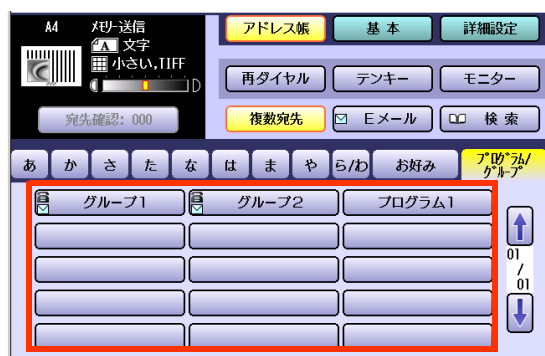 A4 ﾒﾓﾘｰ送信
A 文字
小さい,TIFF
D
宛先確認: 000
アドレス帳 基本 詳細設定
再ダイヤル テンキー モニター
複数宛先 Eメール 検索
あ か さ た な は ま や ら/わ お好み ﾌﾟﾛｸﾞﾗﾑ/
ｸﾞﾙｰﾌﾟ
グループ1 グループ2 プログラム1
01
/
01